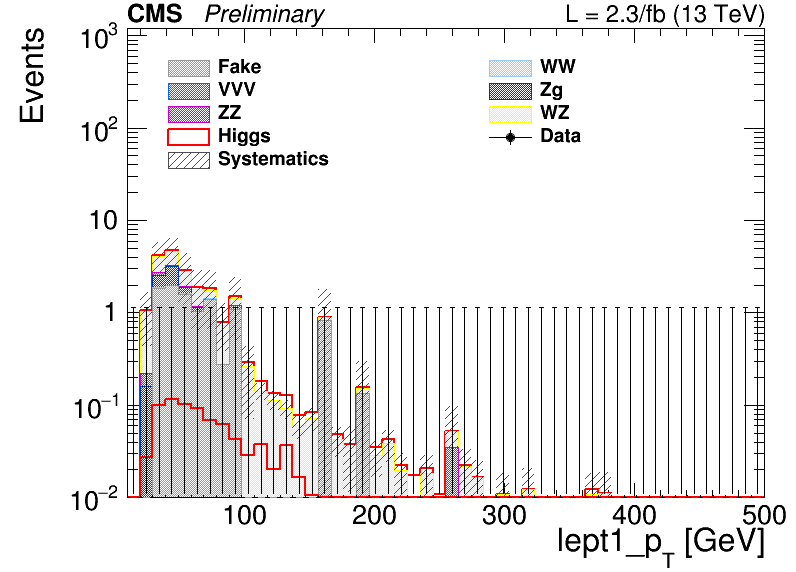 CMS Preliminary L = 2.3/fb (13 TeV)
Events
10³
10²
10
1
10⁻¹
10⁻²
Fake
VVV
ZZ
Higgs
Systematics
WW
Zg
WZ
Data
100 200 300 400 500
lept1_p_T [GeV]